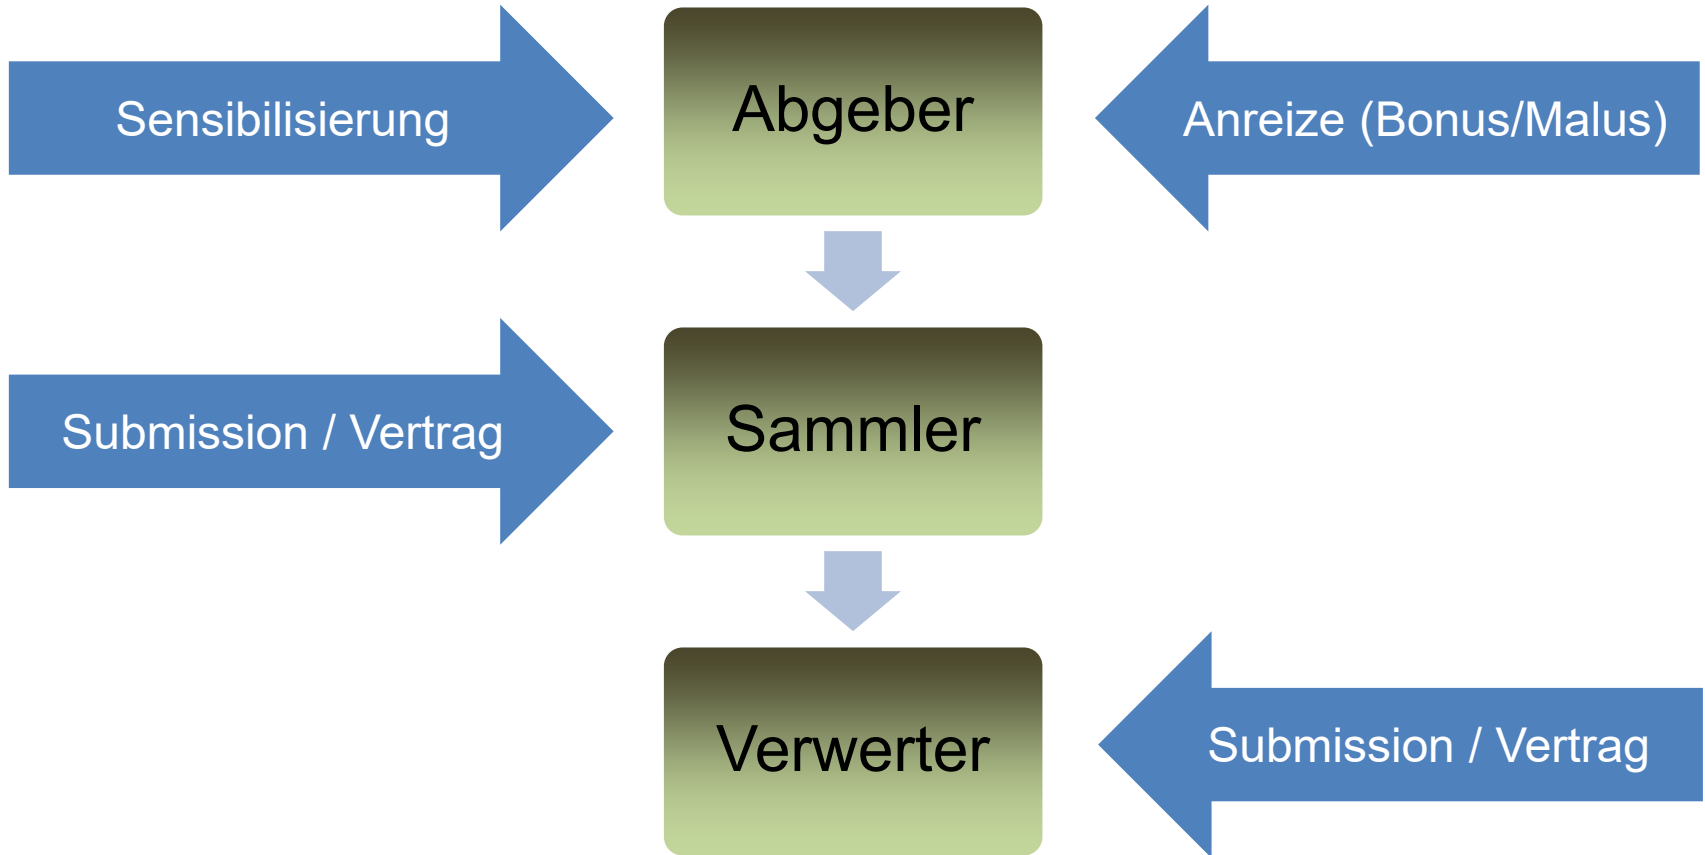 Sensibilisierung
Abgeber
Anreize (Bonus/Malus)
Submission / Vertrag
Sammler
Verwerter
Submission / Vertrag